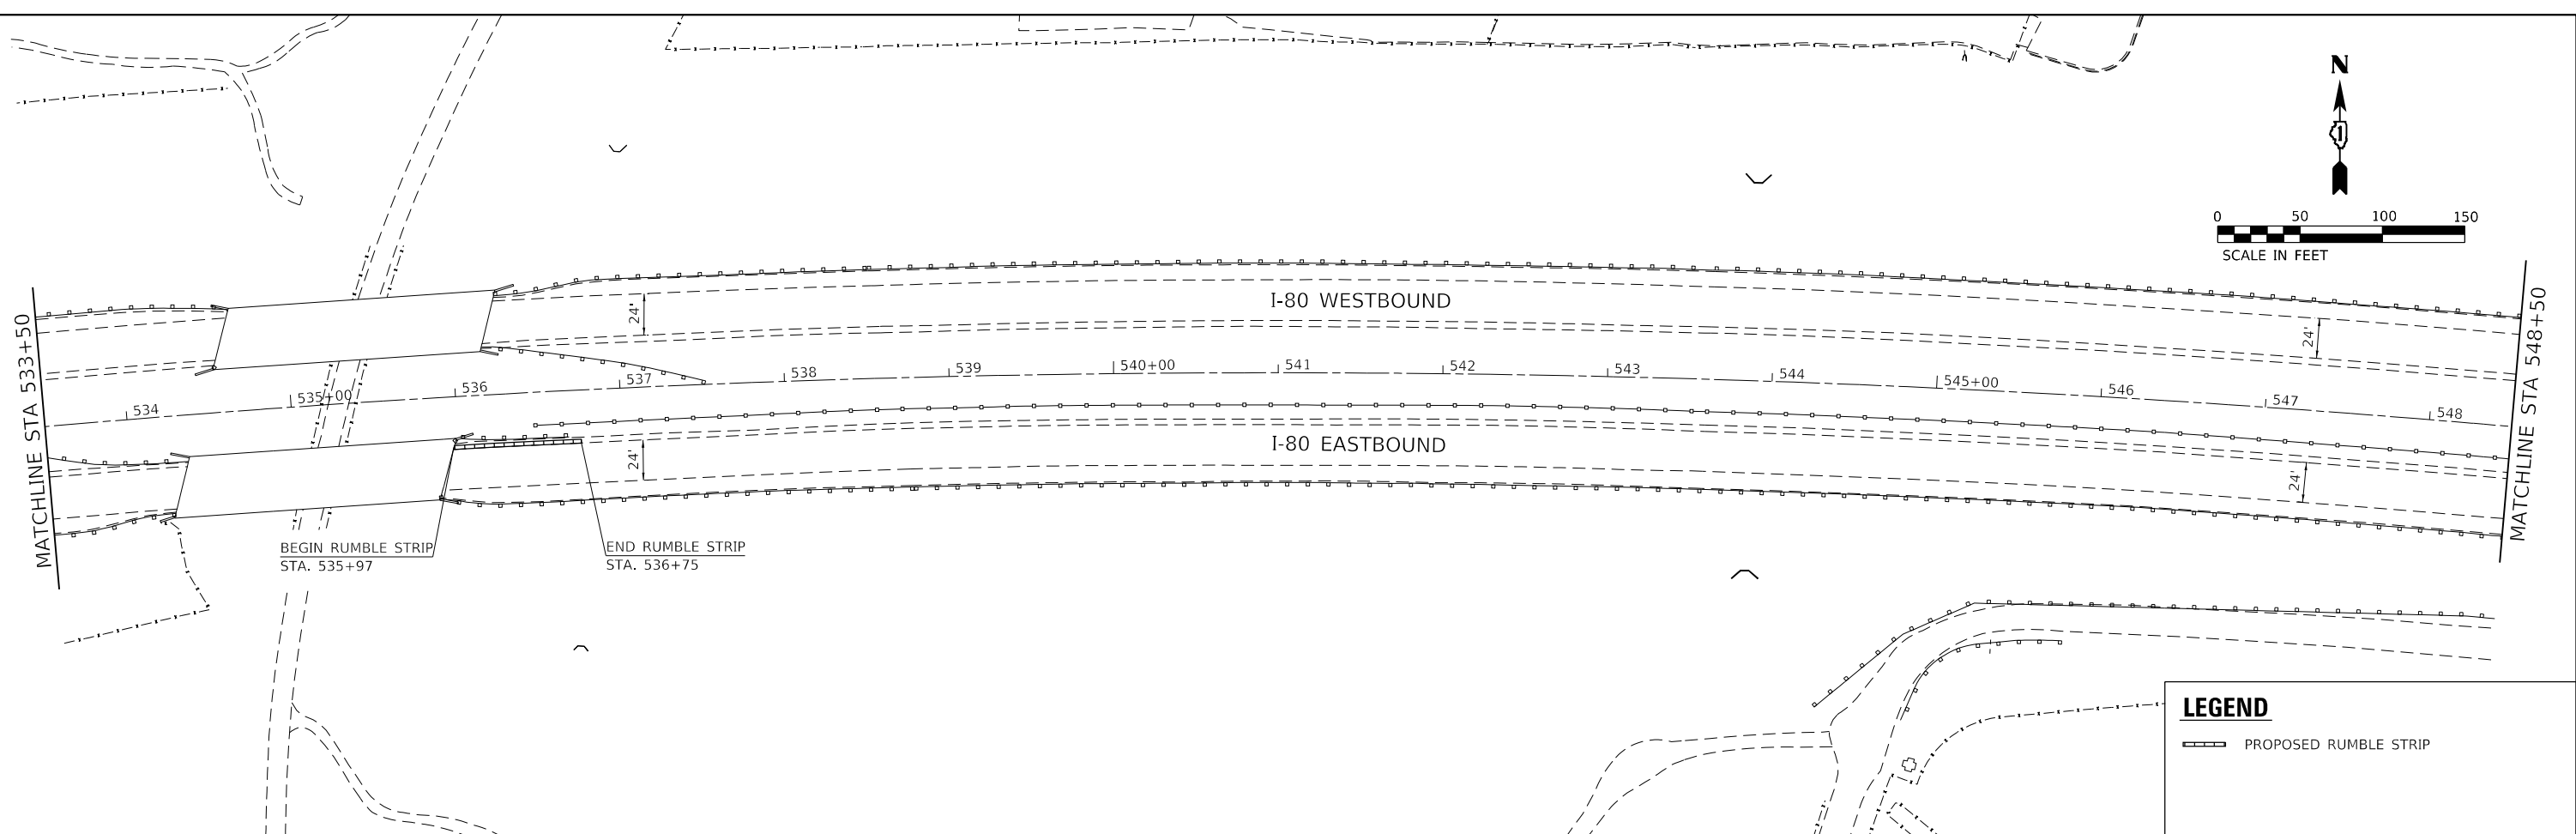 N
1
0 50 100 150
SCALE IN FEET
MATCHLINE STA 533+50
MATCHLINE STA 548+50
I-80 WESTBOUND
24'
24'
534 535+00 536 537 538 539 540+00 541 542 543 544 545+00 546 547 548
I-80 EASTBOUND
24'
24'
BEGIN RUMBLE STRIP
STA. 535+97
END RUMBLE STRIP
STA. 536+75
LEGEND
PROPOSED RUMBLE STRIP